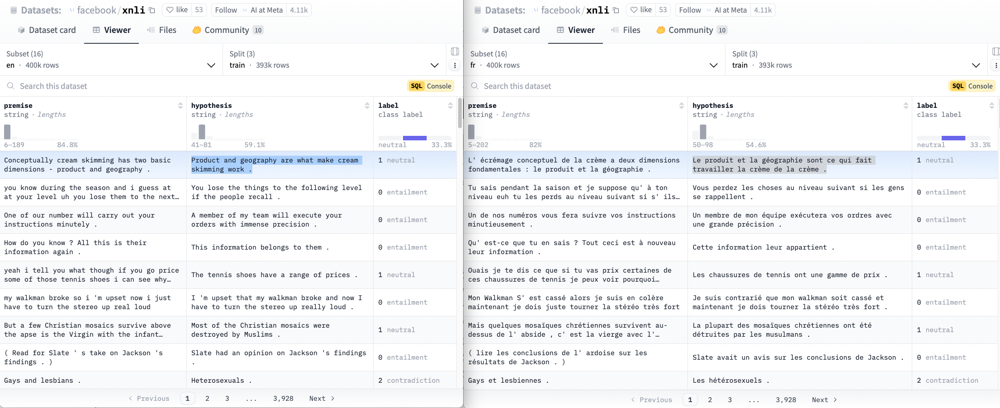 Datasets: facebook/xnli like 53 Follow AI at Meta 4.11k
Dataset card Viewer Files Community 10
Subset (16)
en · 400k rows
Split (3)
train · 393k rows
Search this dataset
SQL Console
premise
string · lengths
6↔189 84.8%
hypothesis
string · lengths
41↔81 59.1%
label
class label
neutral 33.3%
Conceptually cream skimming has two basic
dimensions - product and geography .
Product and geography are what make cream
skimming work .
1 neutral
you know during the season and i guess at
at your level uh you lose them to the next…
You lose the things to the following level
if the people recall .
0 entailment
One of our number will carry out your
instructions minutely .
A member of my team will execute your
orders with immense precision .
0 entailment
How do you know ? All this is their
information again .
This information belongs to them .
0 entailment
yeah i tell you what though if you go price
some of those tennis shoes i can see why…
The tennis shoes have a range of prices .
1 neutral
my walkman broke so i 'm upset now i just
have to turn the stereo up real loud
I 'm upset that my walkman broke and now I
have to turn the stereo up really loud .
0 entailment
But a few Christian mosaics survive above
the apse is the Virgin with the infant…
Most of the Christian mosaics were
destroyed by Muslims .
1 neutral
( Read for Slate ' s take on Jackson 's
findings . )
Slate had an opinion on Jackson 's findings
.
0 entailment
Gays and lesbians .
Heterosexuals .
2 contradiction
Previous 1 2 3 ... 3,928 Next
Datasets: facebook/xnli like 53 Follow AI at Meta 4.11k
Dataset card Viewer Files Community 10
Subset (16)
fr · 400k rows
Split (3)
train · 393k rows
Search this dataset
SQL Console
premise
string · lengths
5↔202 82%
hypothesis
string · lengths
50↔98 54.6%
label
class label
neutral 33.3%
L' écrémage conceptuel de la crème a deux dimensions
fondamentales : le produit et la géographie .
Le produit et la géographie sont ce qui fait
travailler la crème de la crème .
1 neutral
Tu sais pendant la saison et je suppose qu' à ton
niveau euh tu les perds au niveau suivant si s' ils…
Vous perdez les choses au niveau suivant si les gens
se rappellent .
0 entailment
Un de nos numéros vous fera suivre vos instructions
minutieusement .
Un membre de mon équipe exécutera vos ordres avec
une grande précision .
0 entailment
Qu' est-ce que tu en sais ? Tout ceci est à nouveau
leur information .
Cette information leur appartient .
0 entailment
Ouais je te dis ce que si tu vas prix certaines de
ces chaussures de tennis je peux voir pourquoi…
Les chaussures de tennis ont une gamme de prix .
1 neutral
Mon Walkman S' est cassé alors je suis en colère
maintenant je dois juste tourner la stéréo très fort
Je suis contrarié que mon walkman soit cassé et
maintenant je dois tourner la stéréo très fort .
0 entailment
Mais quelques mosaïques chrétiennes survivent au-
dessus de l' abside , c' est la vierge avec l'…
La plupart des mosaïques chrétiennes ont été
détruites par les musulmans .
1 neutral
( lire les conclusions de l' ardoise sur les
résultats de Jackson . )
Slate avait un avis sur les conclusions de Jackson .
0 entailment
Gays et lesbiennes .
Les hétérosexuels .
2 contradiction
Previous 1 2 3 ... 3,928 Next